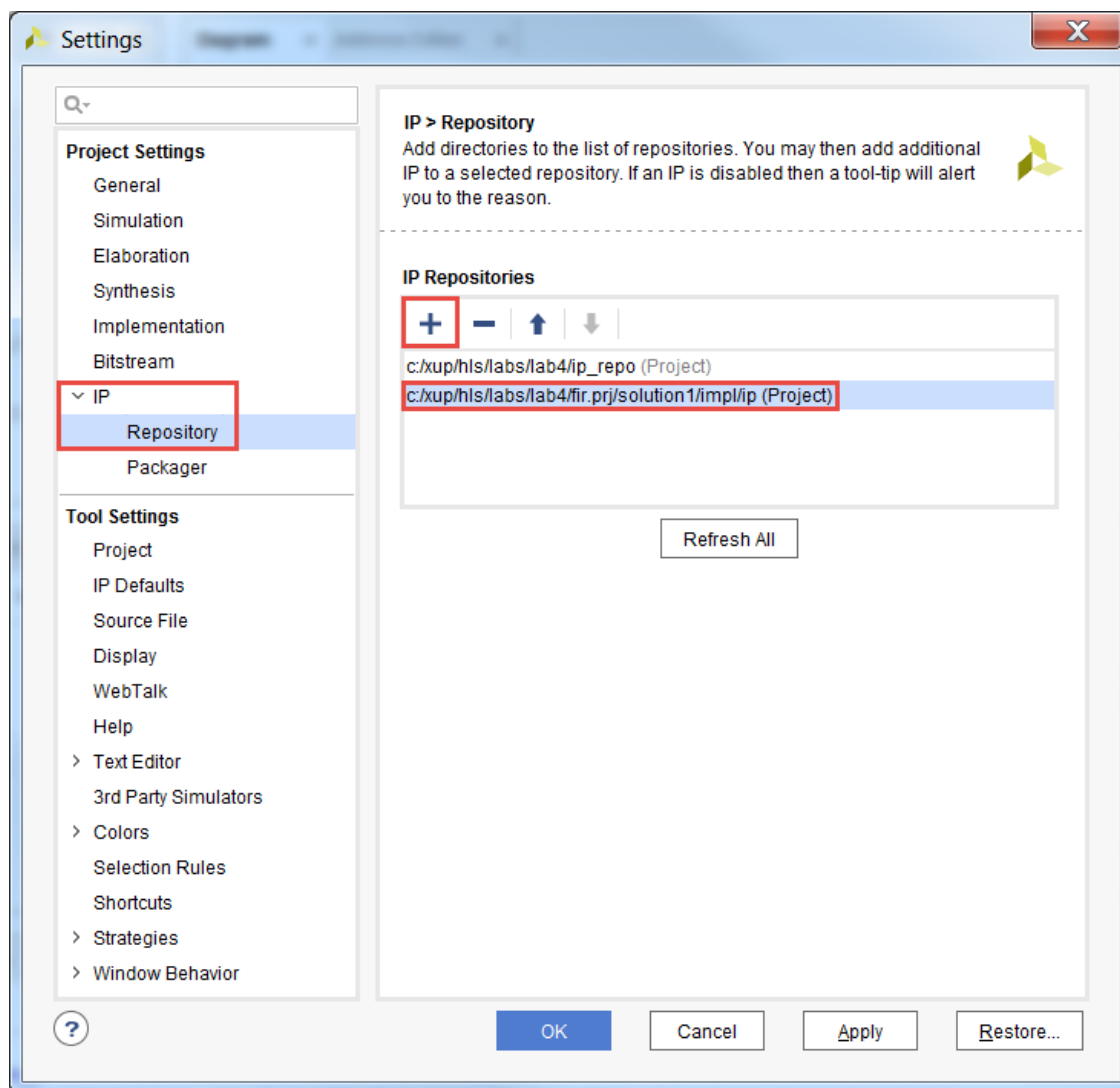 Settings
Diagram
Project Settings
General
Simulation
Elaboration
Synthesis
Implementation
Bitstream
IP
Repository
Packager
Tool Settings
Project
IP Defaults
Source File
Display
WebTalk
Help
Text Editor
3rd Party Simulators
Colors
Selection Rules
Shortcuts
Strategies
Window Behavior
IP > Repository
Add directories to the list of repositories. You may then add additional
IP to a selected repository. If an IP is disabled then a tool-tip will alert
you to the reason.
IP Repositories
c:/xup/hls/labs/lab4/ip_repo (Project)
c:/xup/hls/labs/lab4/fir.prj/solution1/impl/ip (Project)
Refresh All
?
OK
Cancel
Apply
Restore...